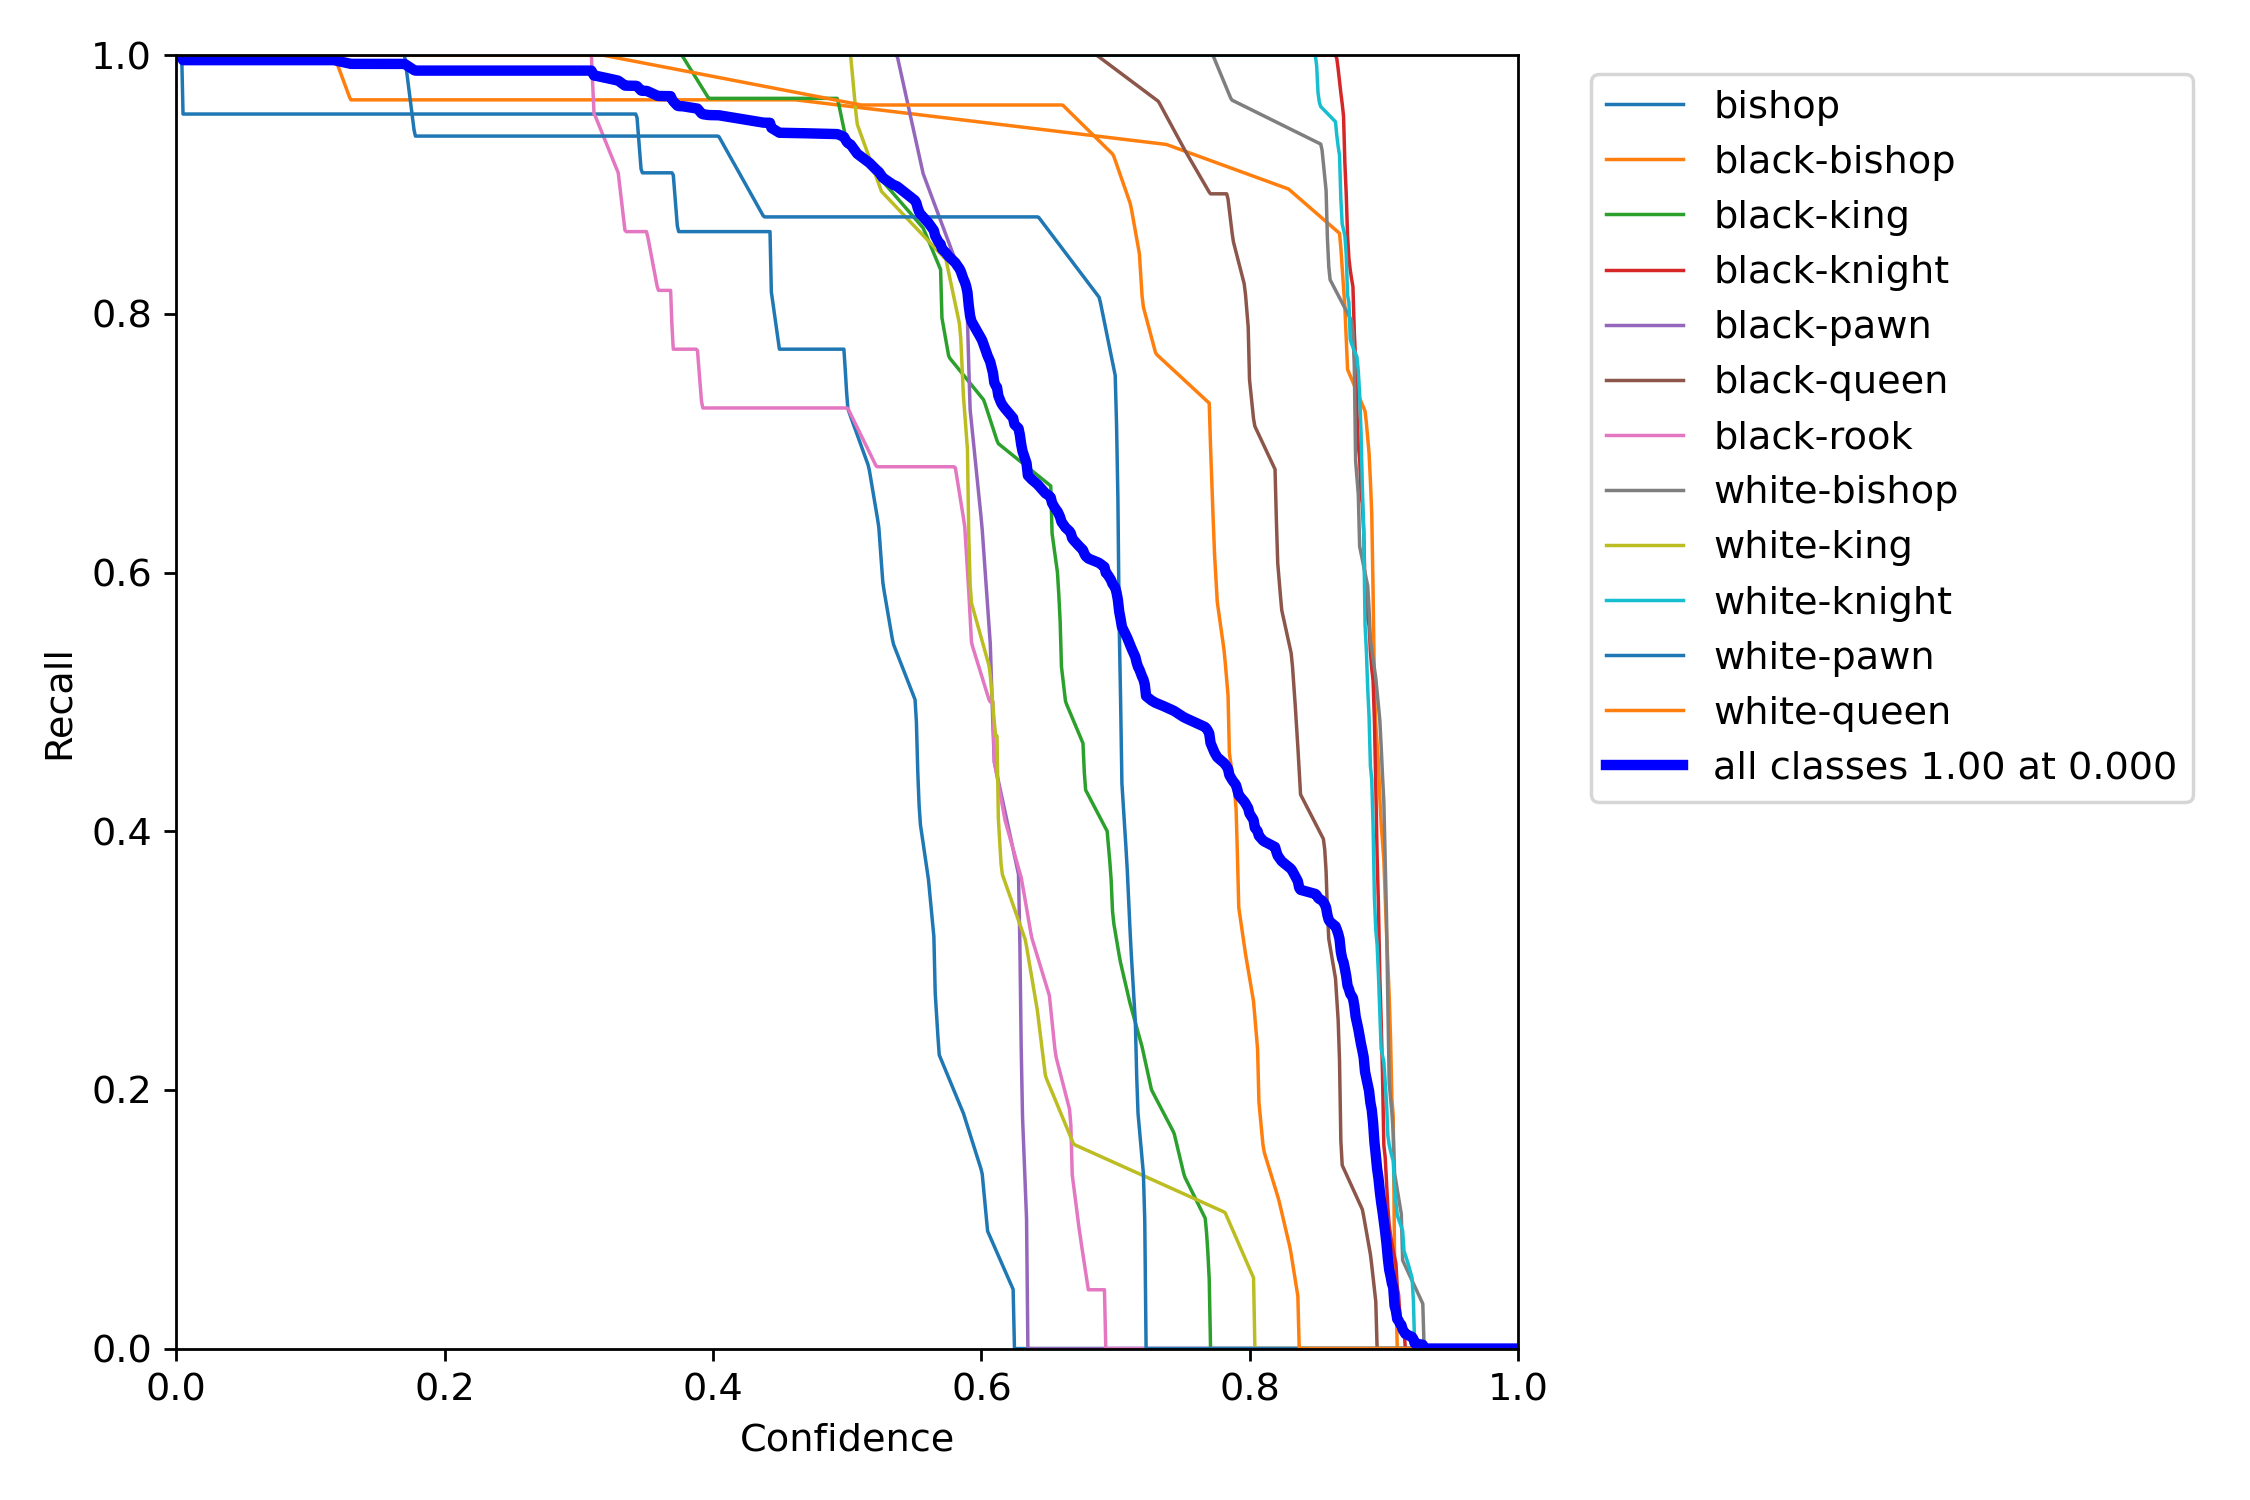 1.0
0.8
0.6
0.4
0.2
0.0
Recall
0.0 0.2 0.4 0.6 0.8 1.0
Confidence
bishop
black-bishop
black-king
black-knight
black-pawn
black-queen
black-rook
white-bishop
white-king
white-knight
white-pawn
white-queen
all classes 1.00 at 0.000